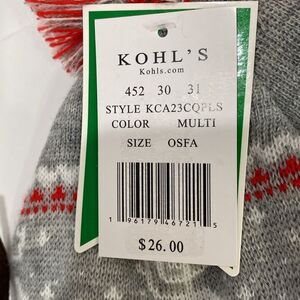 KOHL'S
Kohls.com
452 30 31
STYLE KCA23CQPLS
COLOR MULTI
SIZE OSFA
1 96179 46721 5
$26.00